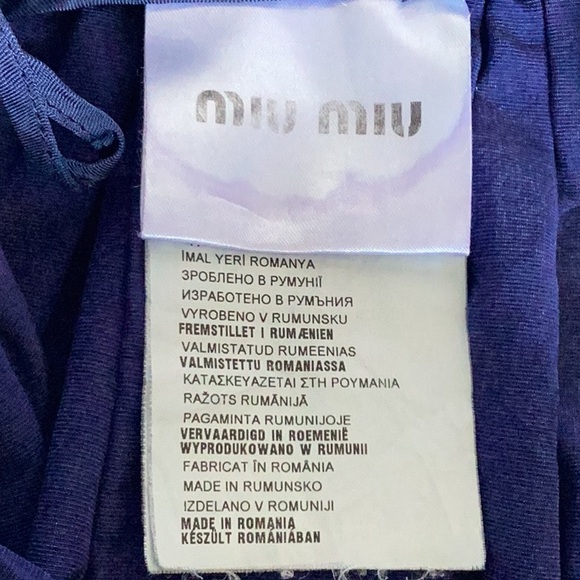 miu miu
IMAL YERİ ROMANYA
ЗРОБЛЕНО В РУМУНІЇ
ИЗРАБОТЕНО В РУМЪНИЯ
VYROBENO V RUMUNSKU
FREMSTILLET I RUMÆNIEN
VALMISTATUD RUMEENIAS
VALMISTETTU ROMANIASSA
ΚΑΤΑΣΚΕΥΑΖΕΤΑΙ ΣΤΗ ΡΟΥΜΑΝΙΑ
RAŽOTS RUMĀNIJĀ
PAGAMINTA RUMUNIJOJE
VERVAARDIGD IN ROEMENIË
WYPRODUKOWANO W RUMUNII
FABRICAT ÎN ROMÂNIA
MADE IN RUMUNSKO
IZDELANO V ROMUNIJI
MADE IN ROMANIA
KÉSZÜLT ROMÁNIÁBAN